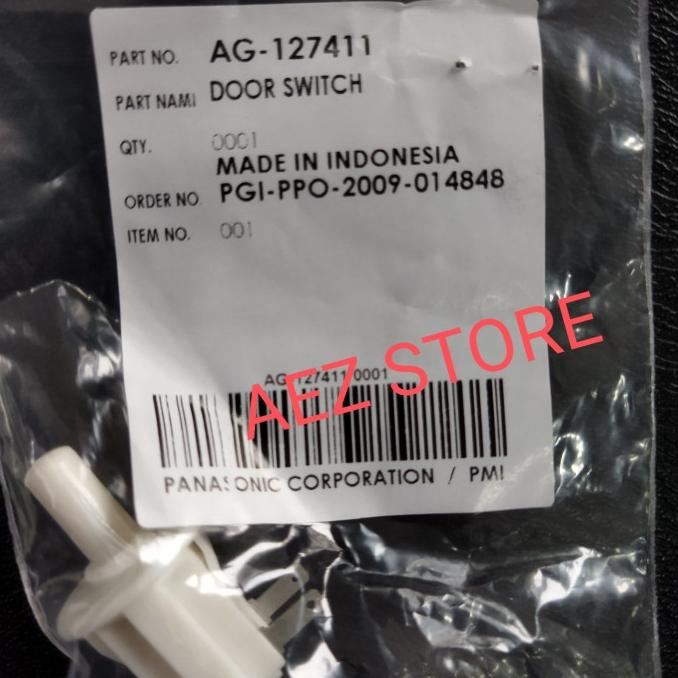 PART NO. AG-127411
PART NAMI DOOR SWITCH
QTY. 0001
MADE IN INDONESIA
ORDER NO. PGI-PPO-2009-014848
ITEM NO. 001
AEZ STORE
AG-127411 0001
PANASONIC CORPORATION / PMI